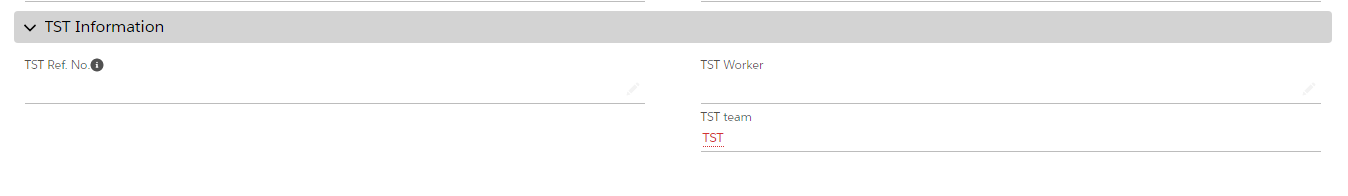 TST Information
TST Ref. No.
TST Worker
TST team
TST